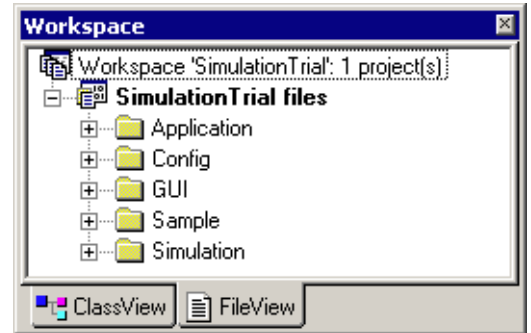 Workspace
Workspace 'SimulationTrial': 1 project(s)
SimulationTrial files
Application
Config
GUI
Sample
Simulation
ClassView FileView